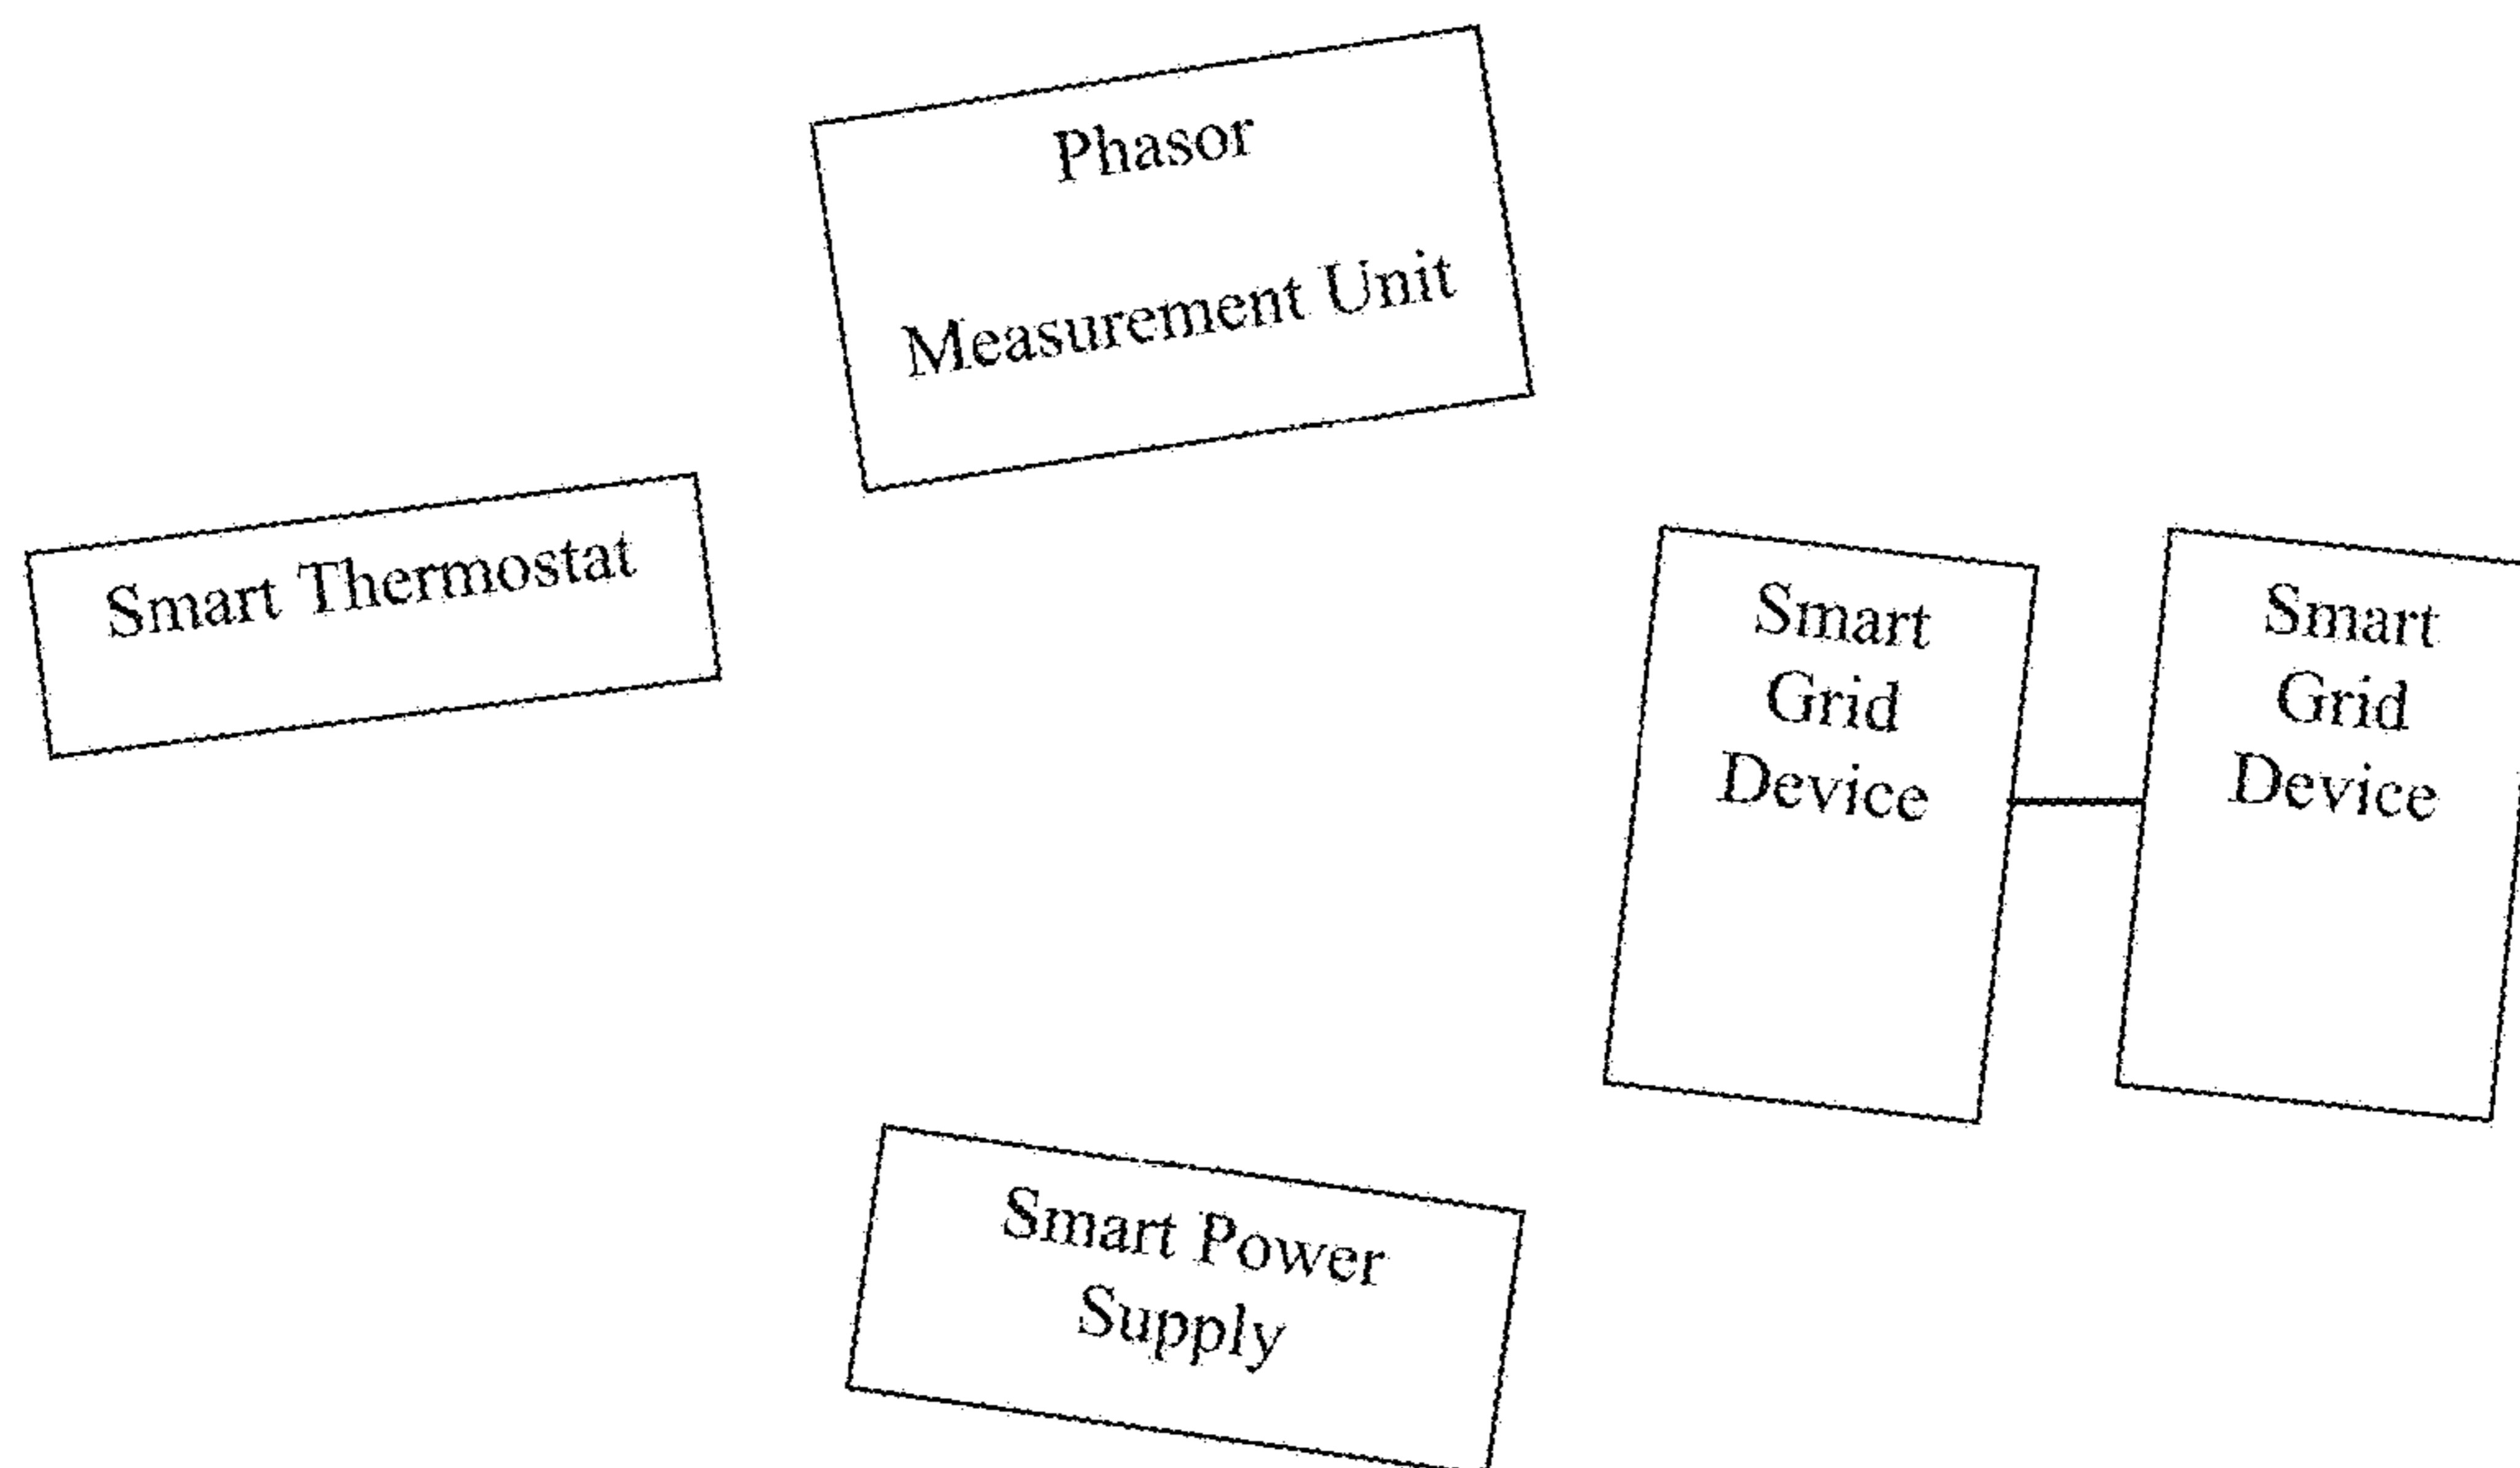 Phasor
Measurement Unit
Smart Thermostat
Smart
Grid
Device
Smart
Grid
Device
Smart Power
Supply